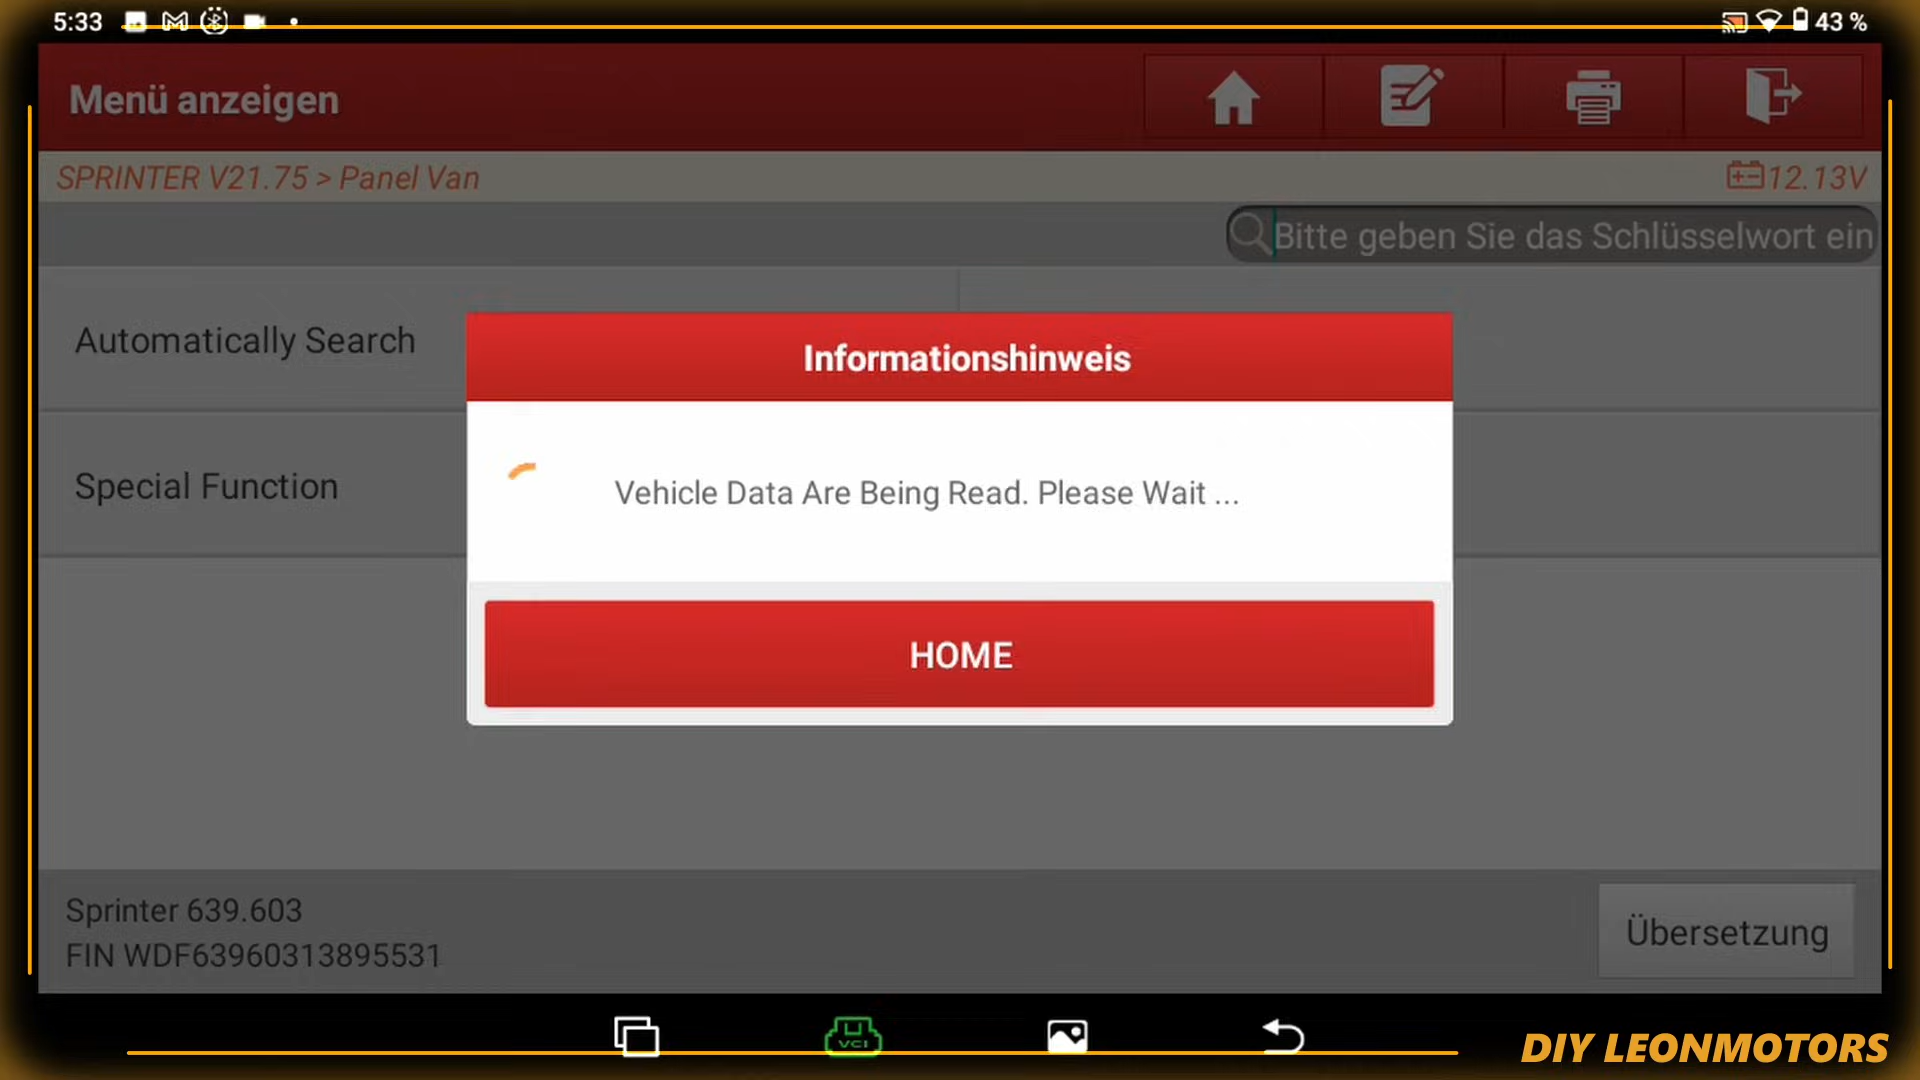 5:33
43 %
Menü anzeigen
SPRINTER V21.75 > Panel Van
12.13V
Bitte geben Sie das Schlüsselwort ein
Automatically Search
Informationshinweis
Special Function
Vehicle Data Are Being Read. Please Wait ...
HOME
Sprinter 639.603
FIN WDF63960313895531
Übersetzung
VCI
DIY LEONMOTORS